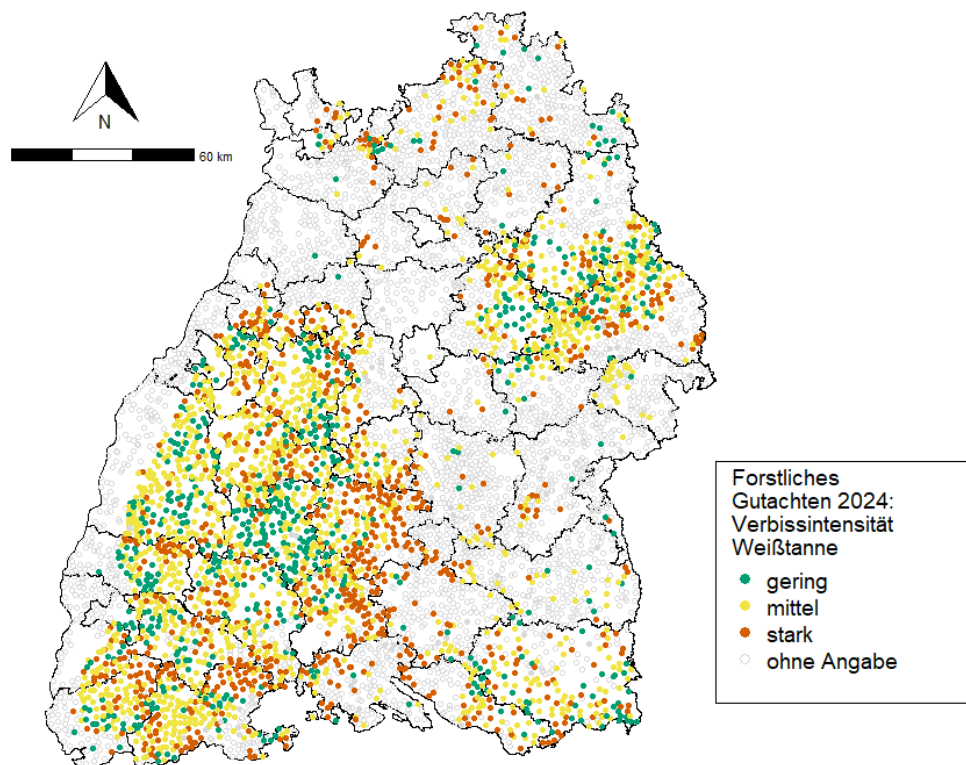 N
60 km
Forstliches
Gutachten 2024:
Verbissintensität
Weißtanne
gering
mittel
stark
ohne Angabe